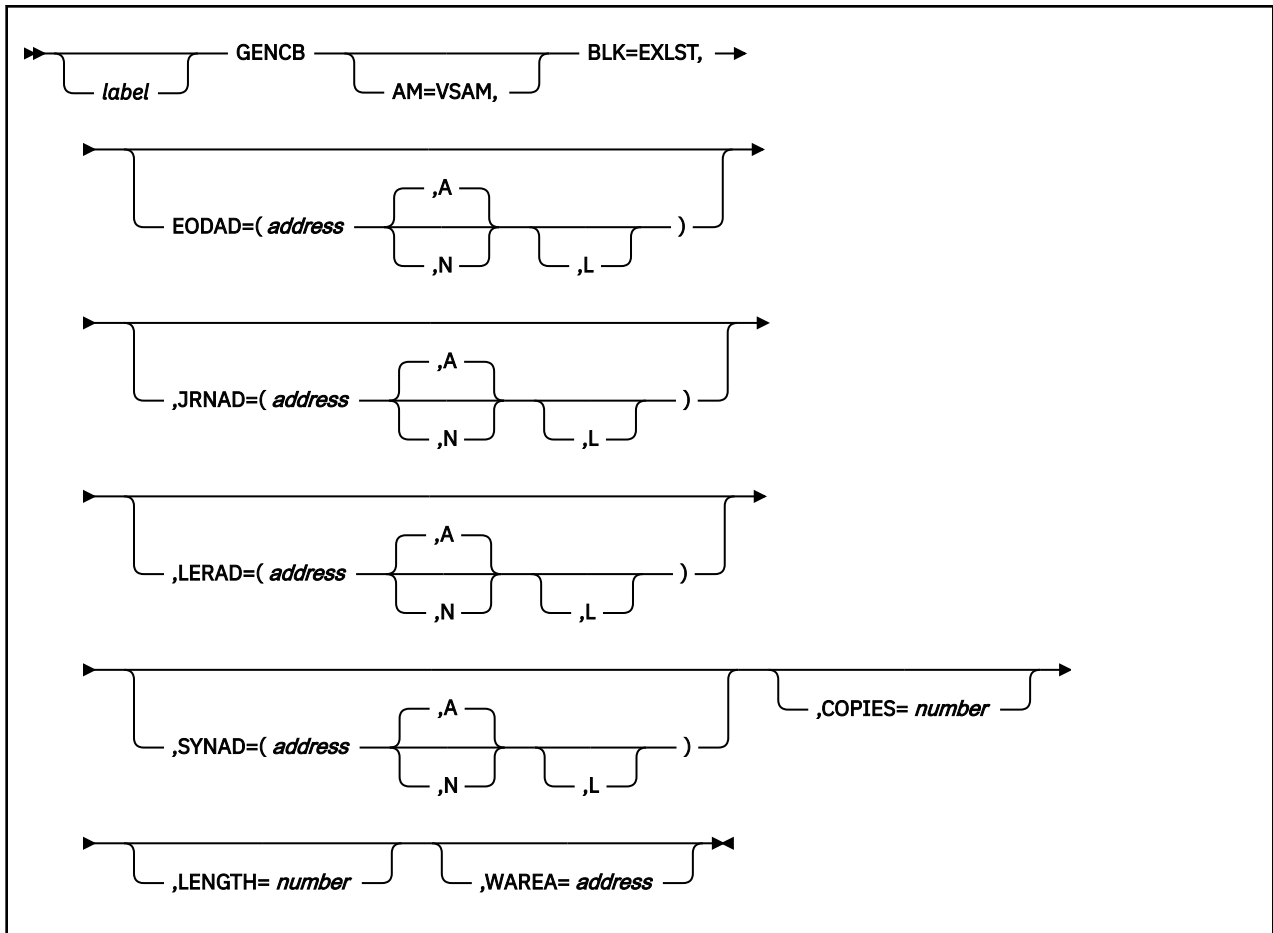 GENCB BLK=EXLST,
label AM=VSAM,
,A
EODAD=( address )
,N ,L
,A
,JRNAD=( address )
,N ,L
,A
,LERAD=( address )
,N ,L
,A
,COPIES= number
,SYNAD=( address )
,N ,L
,LENGTH= number ,WAREA= address